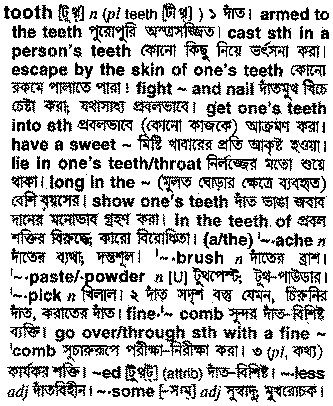 tooth [টূথ্] n (pl teeth [টীথ্]) ১ দাঁত। armed to
the teeth পুরোপুরি অস্ত্রসজ্জিত। cast sth in a
person's teeth কোনো কিছু নিয়ে ভর্ৎসনা করা।
escape by the skin of one's teeth কোনো
রকমে পালাতে পারা। fight ~ and nail দাঁতমুখ খিচে
চেষ্টা করা; যথাসাধ্য প্রবলভাবে। get one's teeth
into sth প্রবলভাবে (কোনো কাজকে) আক্রমণ করা।
have a sweet ~ মিষ্টি খাবারের প্রতি আকৃষ্ট হওয়া।
lie in one's teeth/throat নির্লজ্জের মতো শুয়ে
থাকা। long in the ~ (মূলত ঘোড়ার ক্ষেত্রে ব্যবহৃত)
বেশি বয়সের। show one's teeth দাঁত ভাঙা জবাব
দানের মনোভাব গ্রহণ করা। in the teeth of প্রবল
শক্তির বিরুদ্ধে; কারো বিরোধিতা। (a/the) ˈ~·ache n
দাঁতের ব্যথা, দন্তশূল। ˈ~·brush n দাঁতের ব্রাশ।
ˈ~·paste/·powder n [U] টুথপেস্ট; টুথ-পাউডার।
ˈ~·pick n খিলাল। ২ দাঁত সদৃশ বস্তু যেমন, চিরুনির
দাঁত, করাতের দাঁত। fine-ˈ~ comb সুন্দর দাঁত-বিশিষ্ট
ব্যক্তি। go over/through sth with a fine ~
ˈcomb সুচারুরূপে পরীক্ষা-নিরীক্ষা করা। ৩ (pl, কথ্য)
কার্যকর শক্তি। ~ed [টূথ্ট্] (attrib) দাঁত-বিশিষ্ট। ~·less
adj দাঁতবিহীন। ~·some [-সাম্] adj সুস্বাদু, মুখরোচক।